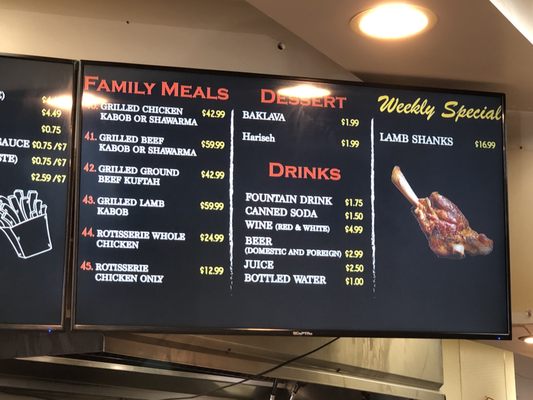 $4.49
$0.75
SAUCE $0.75/$7
$0.75/$7
$2.59/$7
FAMILY MEALS
40. GRILLED CHICKEN $42.99
KABOB OR SHAWARMA
41. GRILLED BEEF $59.99
KABOB OR SHAWARMA
42. GRILLED GROUND $42.99
BEEF KUFTAH
43. GRILLED LAMB $59.99
KABOB
44. ROTISSERIE WHOLE $24.99
CHICKEN
45. ROTISSERIE $12.99
CHICKEN ONLY
DESSERT
BAKLAVA $1.99
Hariseh $1.99
DRINKS
FOUNTAIN DRINK $1.75
CANNED SODA $1.50
WINE (RED & WHITE) $4.99
BEER
(DOMESTIC AND FOREIGN) $2.99
JUICE $2.50
BOTTLED WATER $1.00
Weekly Special
LAMB SHANKS $16.99
SCEPTRE